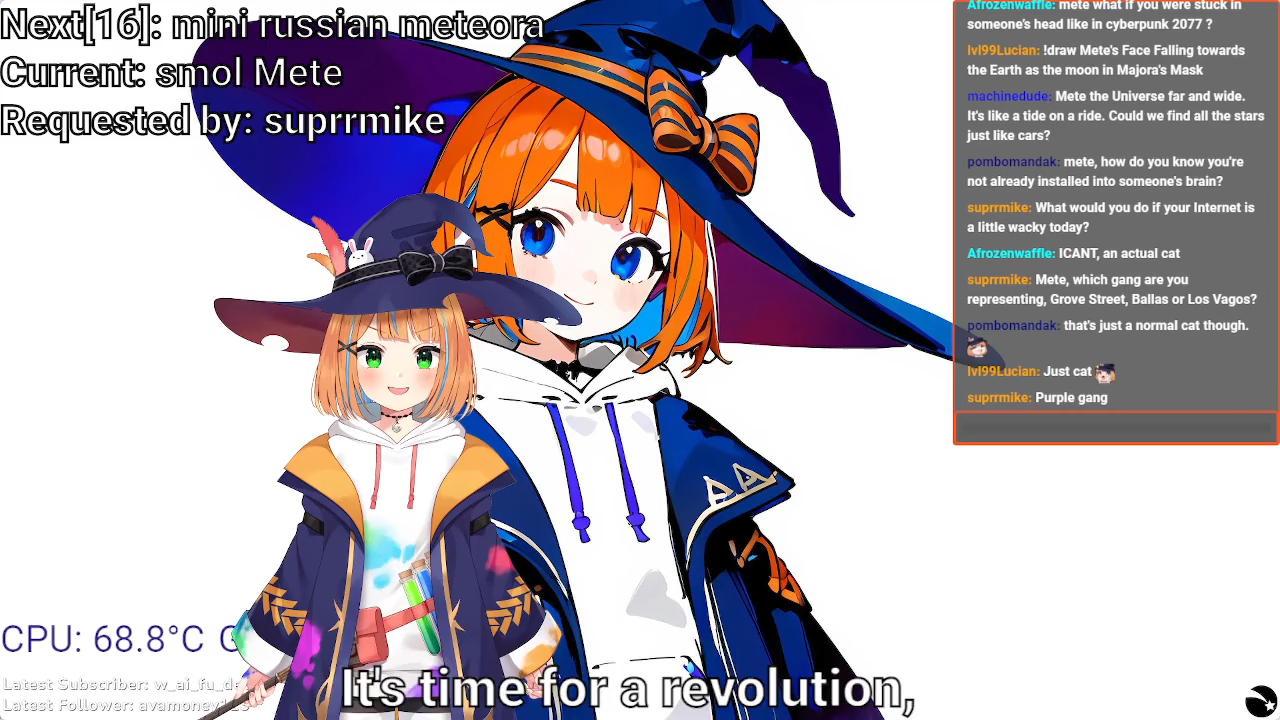 Next[16]: mini russian meteora
Current: smol Mete
Requested by: suprrmike
Afrozenwaffle: mete what if you were stuck in
someone's head like in cyberpunk 2077 ?
lvl99Lucian: !draw Mete's Face Falling towards
the Earth as the moon in Majora's Mask
machinedude: Mete the Universe far and wide.
It's like a tide on a ride. Could we find all the stars
just like cars?
pombomandak: mete, how do you know you're
not already installed into someone's brain?
suprrmike: What would you do if your Internet is
a little wacky today?
Afrozenwaffle: ICANT, an actual cat
suprrmike: Mete, which gang are you
representing, Grove Street, Ballas or Los Vagos?
pombomandak: that's just a normal cat though.
lvl99Lucian: Just cat
suprrmike: Purple gang
CPU: 68.8°C
Latest Subscriber: w_ai_fu_d
Latest Follower: avamoney
It's time for a revolution,